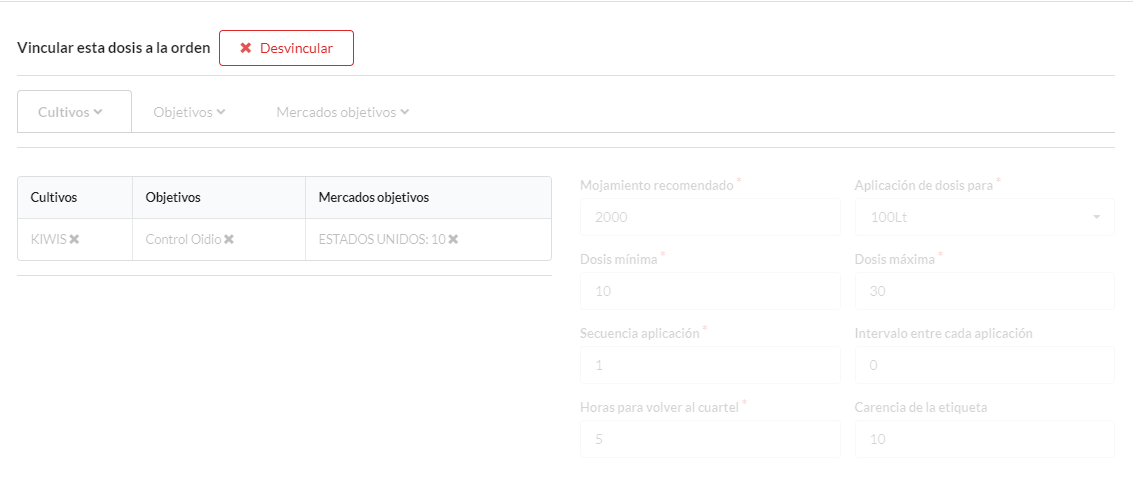 Vincular esta dosis a la orden Desvincular
Cultivos Objetivos Mercados objetivos
Cultivos Objetivos Mercados objetivos
KIWIS Control Oidio ESTADOS UNIDOS: 10
Mojamiento recomendado * Aplicación de dosis para *
2000 100Lt
Dosis mínima * Dosis máxima *
10 30
Secuencia aplicación * Intervalo entre cada aplicación
1 0
Horas para volver al cuartel * Carencia de la etiqueta
5 10